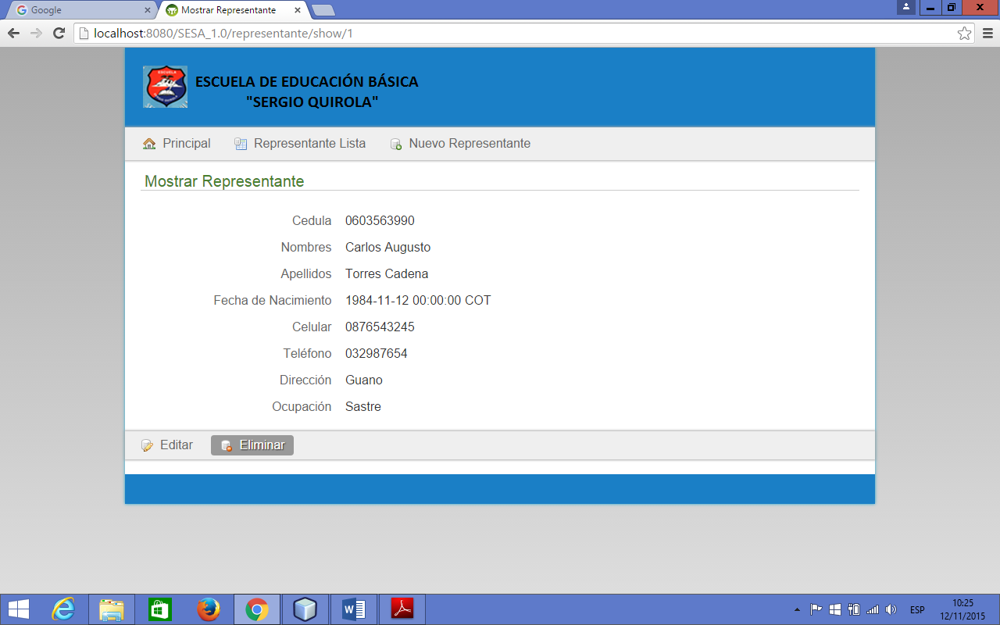 Google
Mostrar Representante
localhost:8080/SESA_1.0/representante/show/1
ESCUELA
ESCUELA DE EDUCACIÓN BÁSICA
"SERGIO QUIROLA"
Principal Representante Lista Nuevo Representante
Mostrar Representante
Cedula 0603563990
Nombres Carlos Augusto
Apellidos Torres Cadena
Fecha de Nacimiento 1984-11-12 00:00:00 COT
Celular 0876543245
Teléfono 032987654
Dirección Guano
Ocupación Sastre
Editar Eliminar
ESP
10:25
12/11/2015